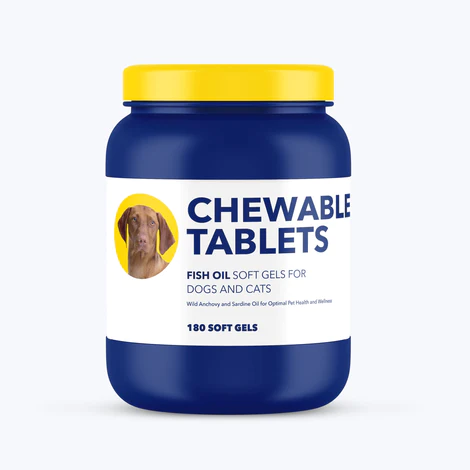 CHEWABLE
TABLETS
FISH OIL SOFT GELS FOR
DOGS AND CATS
Wild Anchovy and Sardine Oil for Optimal Pet Health and Wellness
180 SOFT GELS